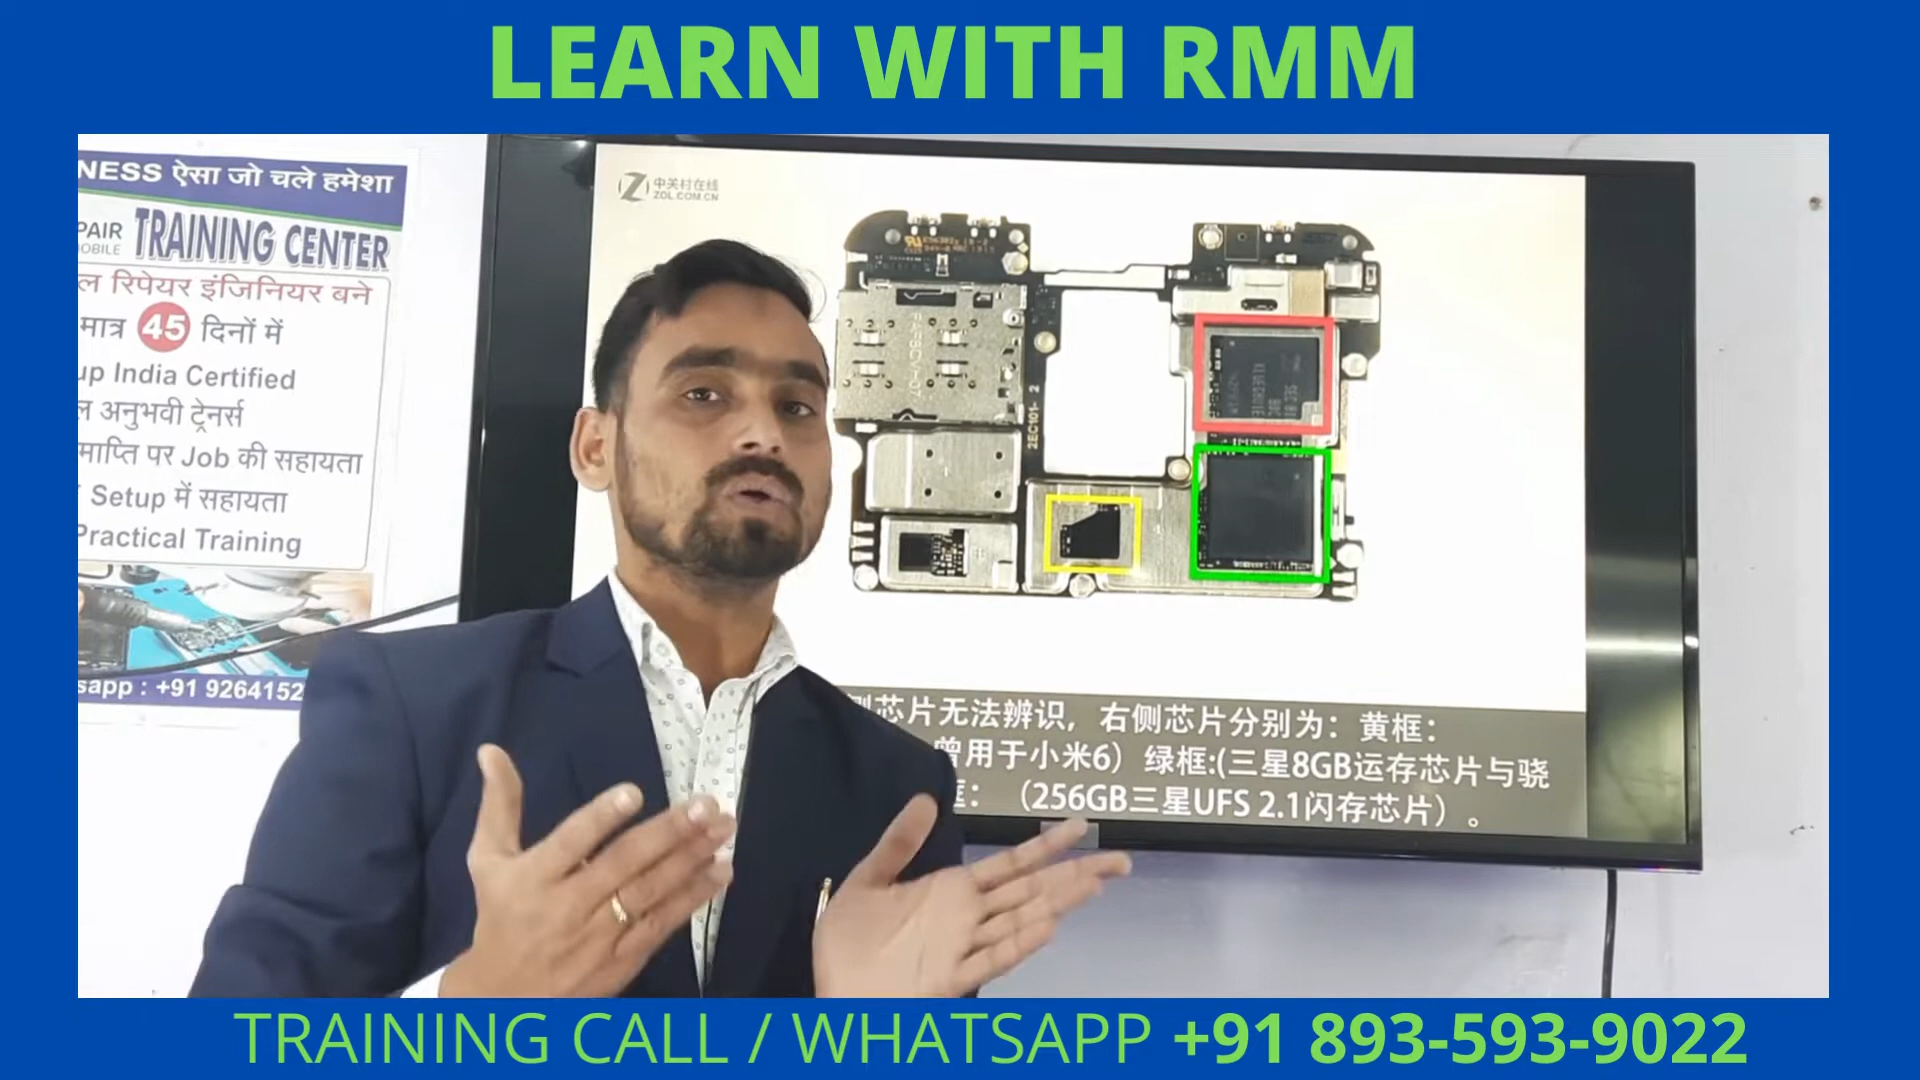 LEARN WITH RMM
NESS ऐसा जो चले हमेशा
PAIR
OBILE
TRAINING CENTER
ल रिपेयर इंजिनियर बने
मात्र 45 दिनों में
up India Certified
ल अनुभवी ट्रेनर्स
माप्ति पर Job की सहायता
Setup में सहायता
Practical Training
sapp : +91 9264152
中关村在线
ZOL.COM.CN
2EC101- 2
芯片无法辨识，右侧芯片分别为：黄框：
曾用于小米6）绿框:(三星8GB运存芯片与骁
框：（256GB三星UFS 2.1闪存芯片）。
TRAINING CALL / WHATSAPP +91 893-593-9022